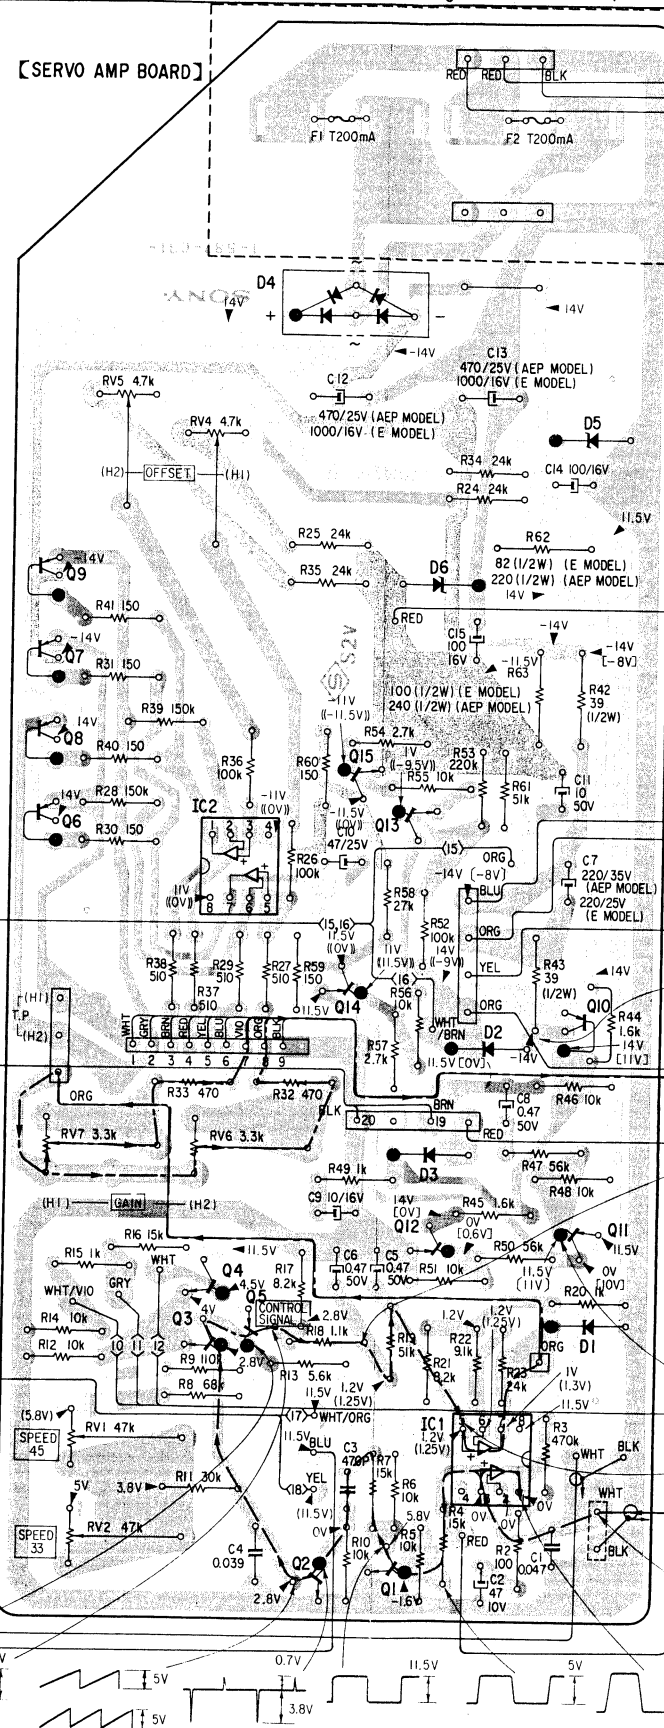 【SERVO AMP BOARD】
RED RED BLK
F1 T200mA
F2 T200mA
SONY
14V
D4
~
+
-
~
14V
-14V
C13
470/25V (AEP MODEL)
1000/16V (E MODEL)
RV5 4.7k
C12
470/25V (AEP MODEL)
1000/16V (E MODEL)
RV4 4.7k
D5
(H2) OFFSET (H1)
R34 24k
C14 100/16V
R24 24k
11.5V
R25 24k
R62
82 (1/2W) (E MODEL)
220 (1/2W) (AEP MODEL)
14V
-14V
Q9
R35 24k
D6
R41 150
RED
-14V
Q7
S2V
C15
100
16V
-14V
-14V
[-8V]
-11.5V
R63
R31 150
100 (1/2W) (E MODEL)
240 (1/2W) (AEP MODEL)
R42
39
(1/2W)
14V
Q8
R39 150k
-11V
((-11.5V))
R54 2.7k
R40 150
R36
100k
R60
150
Q15
-1V
(-9.5V)
R53
220k
R55 10k
R61
51k
C11
10
50V
14V
Q6
R28 150k
IC2
-11V
((0V))
-11.5V
((0V))
Q13
R30 150
1 2 3 4
R26
100k
C10
47/25V
(15)
ORG
-14V
[-8V]
BLU
C7
220/35V
(AEP MODEL)
220/25V
(E MODEL)
11V
((0V))
8 7 6 5
R58
27k
(15,16)
11.5V
((0V))
R52
100k
ORG
11V
((11.5V))
14V
((-9V))
YEL
R38
510
R37
510
R29
510
R27
510
R59
150
R43
39
(1/2W)
14V
(H1)
T.P
(H2)
Q14
11.5V
(16)
R56
10k
ORG
Q10
R44
1.6k
WHT GRY BRN RED YEL BLU VIO ORG BLK
1 2 3 4 5 6 7 8 9
WHT
/BRN
R57
2.7k
D2
11.5V [0V]
-14V
14V
[11V]
ORG
R33 470
R32 470
C8
0.47
50V
R46 10k
BLK
20
BRN
19
RED
RV7 3.3k
RV6 3.3k
D3
R47 56k
R49 1k
R48 10k
(H1) GAIN (H2)
C9 10/16V
14V
[0V]
Q12
R45 1.6k
0V
[0.6V]
Q11
R16 15k
11.5V
11.5V
R15 1k
WHT
R17
8.2k
C6
0.47
50V
C5
0.47
50V
R51 10k
R50 56k
11.5V
(11V)
0V
[10V]
WHT/VIO
GRY
Q4
4.5V
Q5
CONTROL
SIGNAL
R20 1k
4V
Q3
2.8V
R14 10k
10 11 12
R18 1.1k
R19
51k
1.2V
1.2V
(1.25V)
R22
9.1k
D1
ORG
R12 10k
R9 110k
2.8V
R13 5.6k
R21
8.2k
R23
24k
R8 68k
11.5V
1.2V
(1.25V)
1V
(1.3V)
(5.8V)
(17)
WHT/ORG
IC1
11.5V
SPEED
45
RV1 47k
11.5V
BLU
1.2V
(1.25V)
R3
470k
WHT
BLK
5V
C3
470P
R7
15k
3.8V
R11 30k
(18)
YEL
R6
10k
WHT
(11.5V)
0V
5.8V
0V
0V
0V
SPEED
33
RV2 47k
R10
10k
R5
10k
R4
15k
RED
R2
100
C1
0.047
BLK
C4
0.039
Q2
Q1
C2
47
10V
2.8V
-1.6V
5V
0.7V
11.5V
5V
3.8V
5V